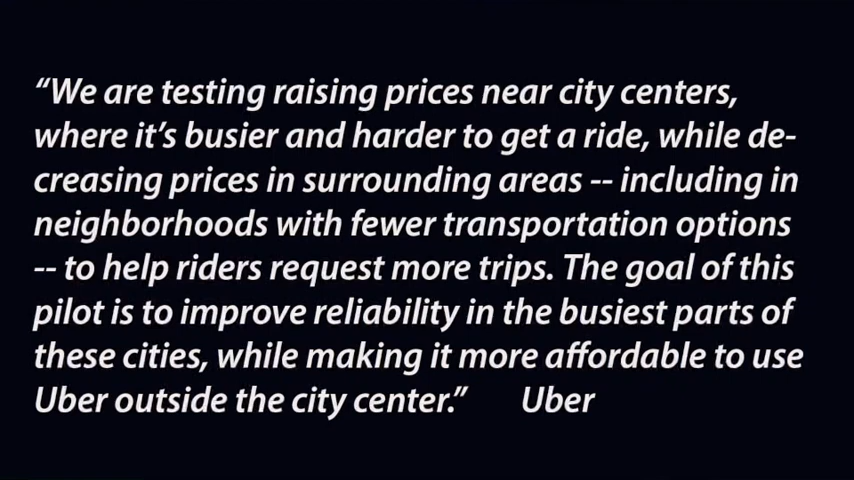 “We are testing raising prices near city centers,
where it’s busier and harder to get a ride, while de-
creasing prices in surrounding areas -- including in
neighborhoods with fewer transportation options
-- to help riders request more trips. The goal of this
pilot is to improve reliability in the busiest parts of
these cities, while making it more affordable to use
Uber outside the city center.” Uber